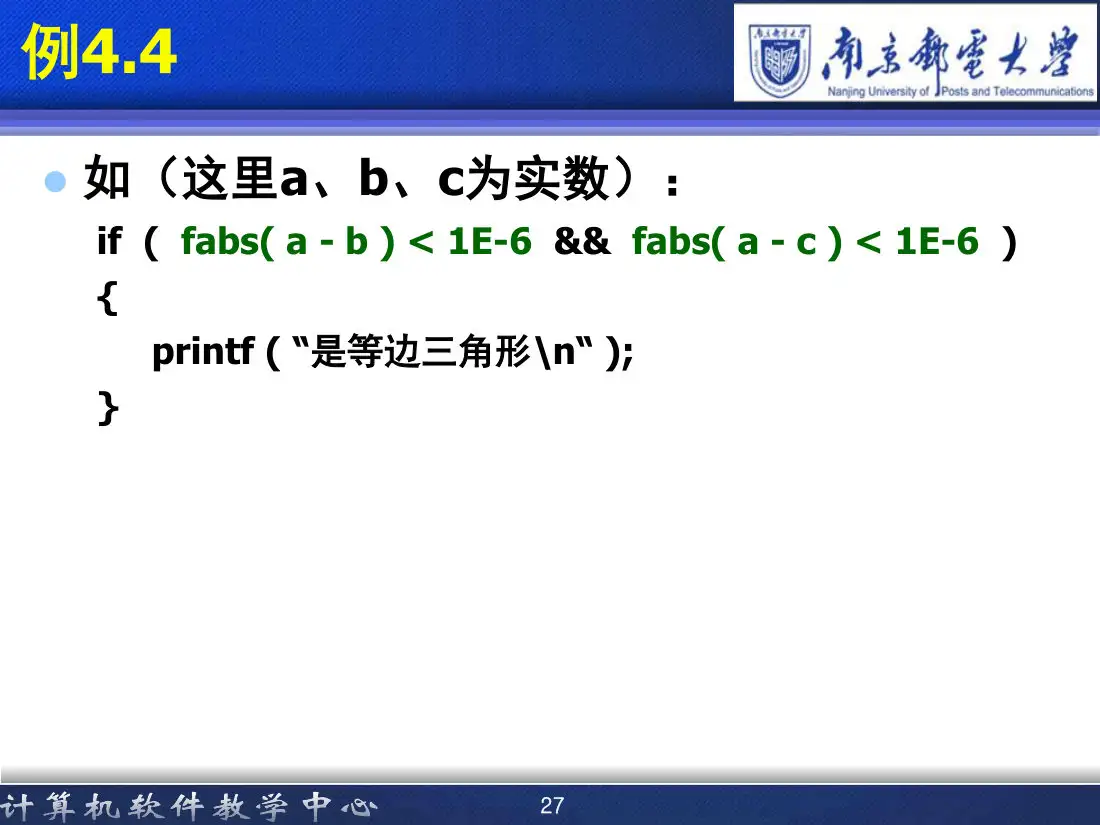 例4.4
南京邮电大学
Nanjing University of Posts and Telecommunications
如（这里a、b、c为实数）:
if ( fabs( a - b ) < 1E-6 && fabs( a - c ) < 1E-6 )
{
printf ( “是等边三角形\n“ );
}
计算机软件教学中心
27